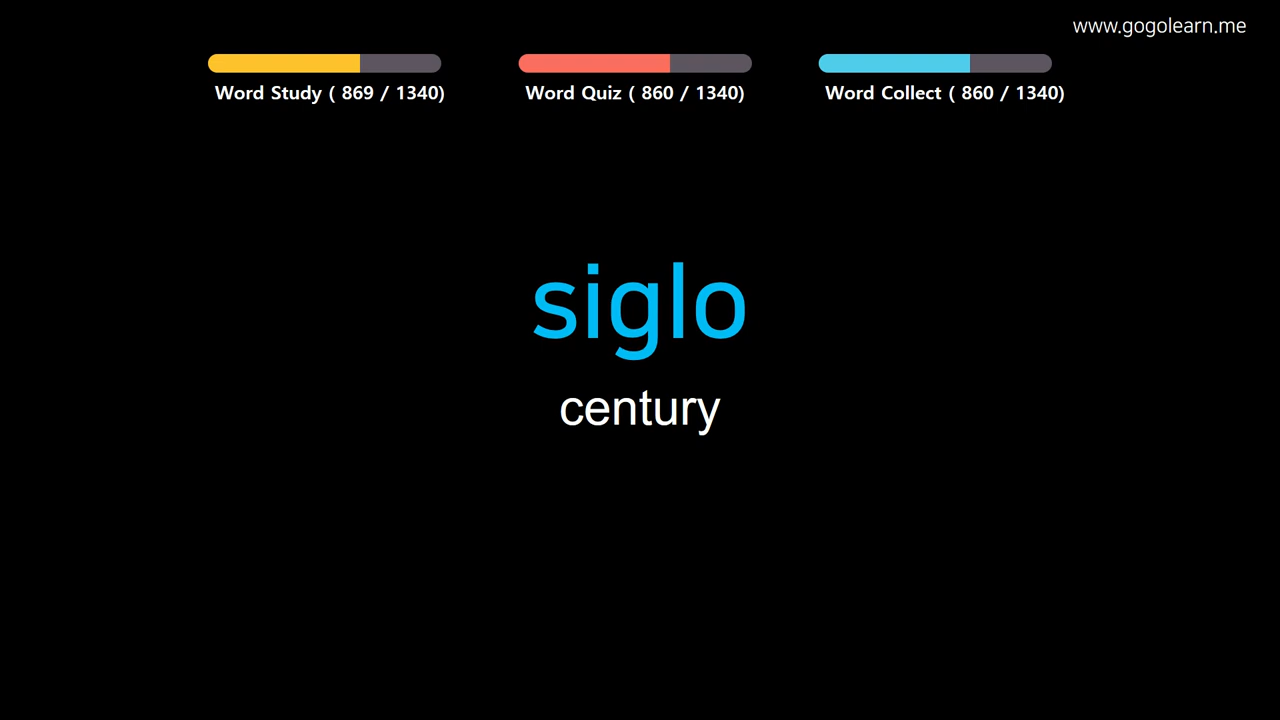 www.gogolearn.me
Word Study ( 869 / 1340)
Word Quiz ( 860 / 1340)
Word Collect ( 860 / 1340)
siglo
century